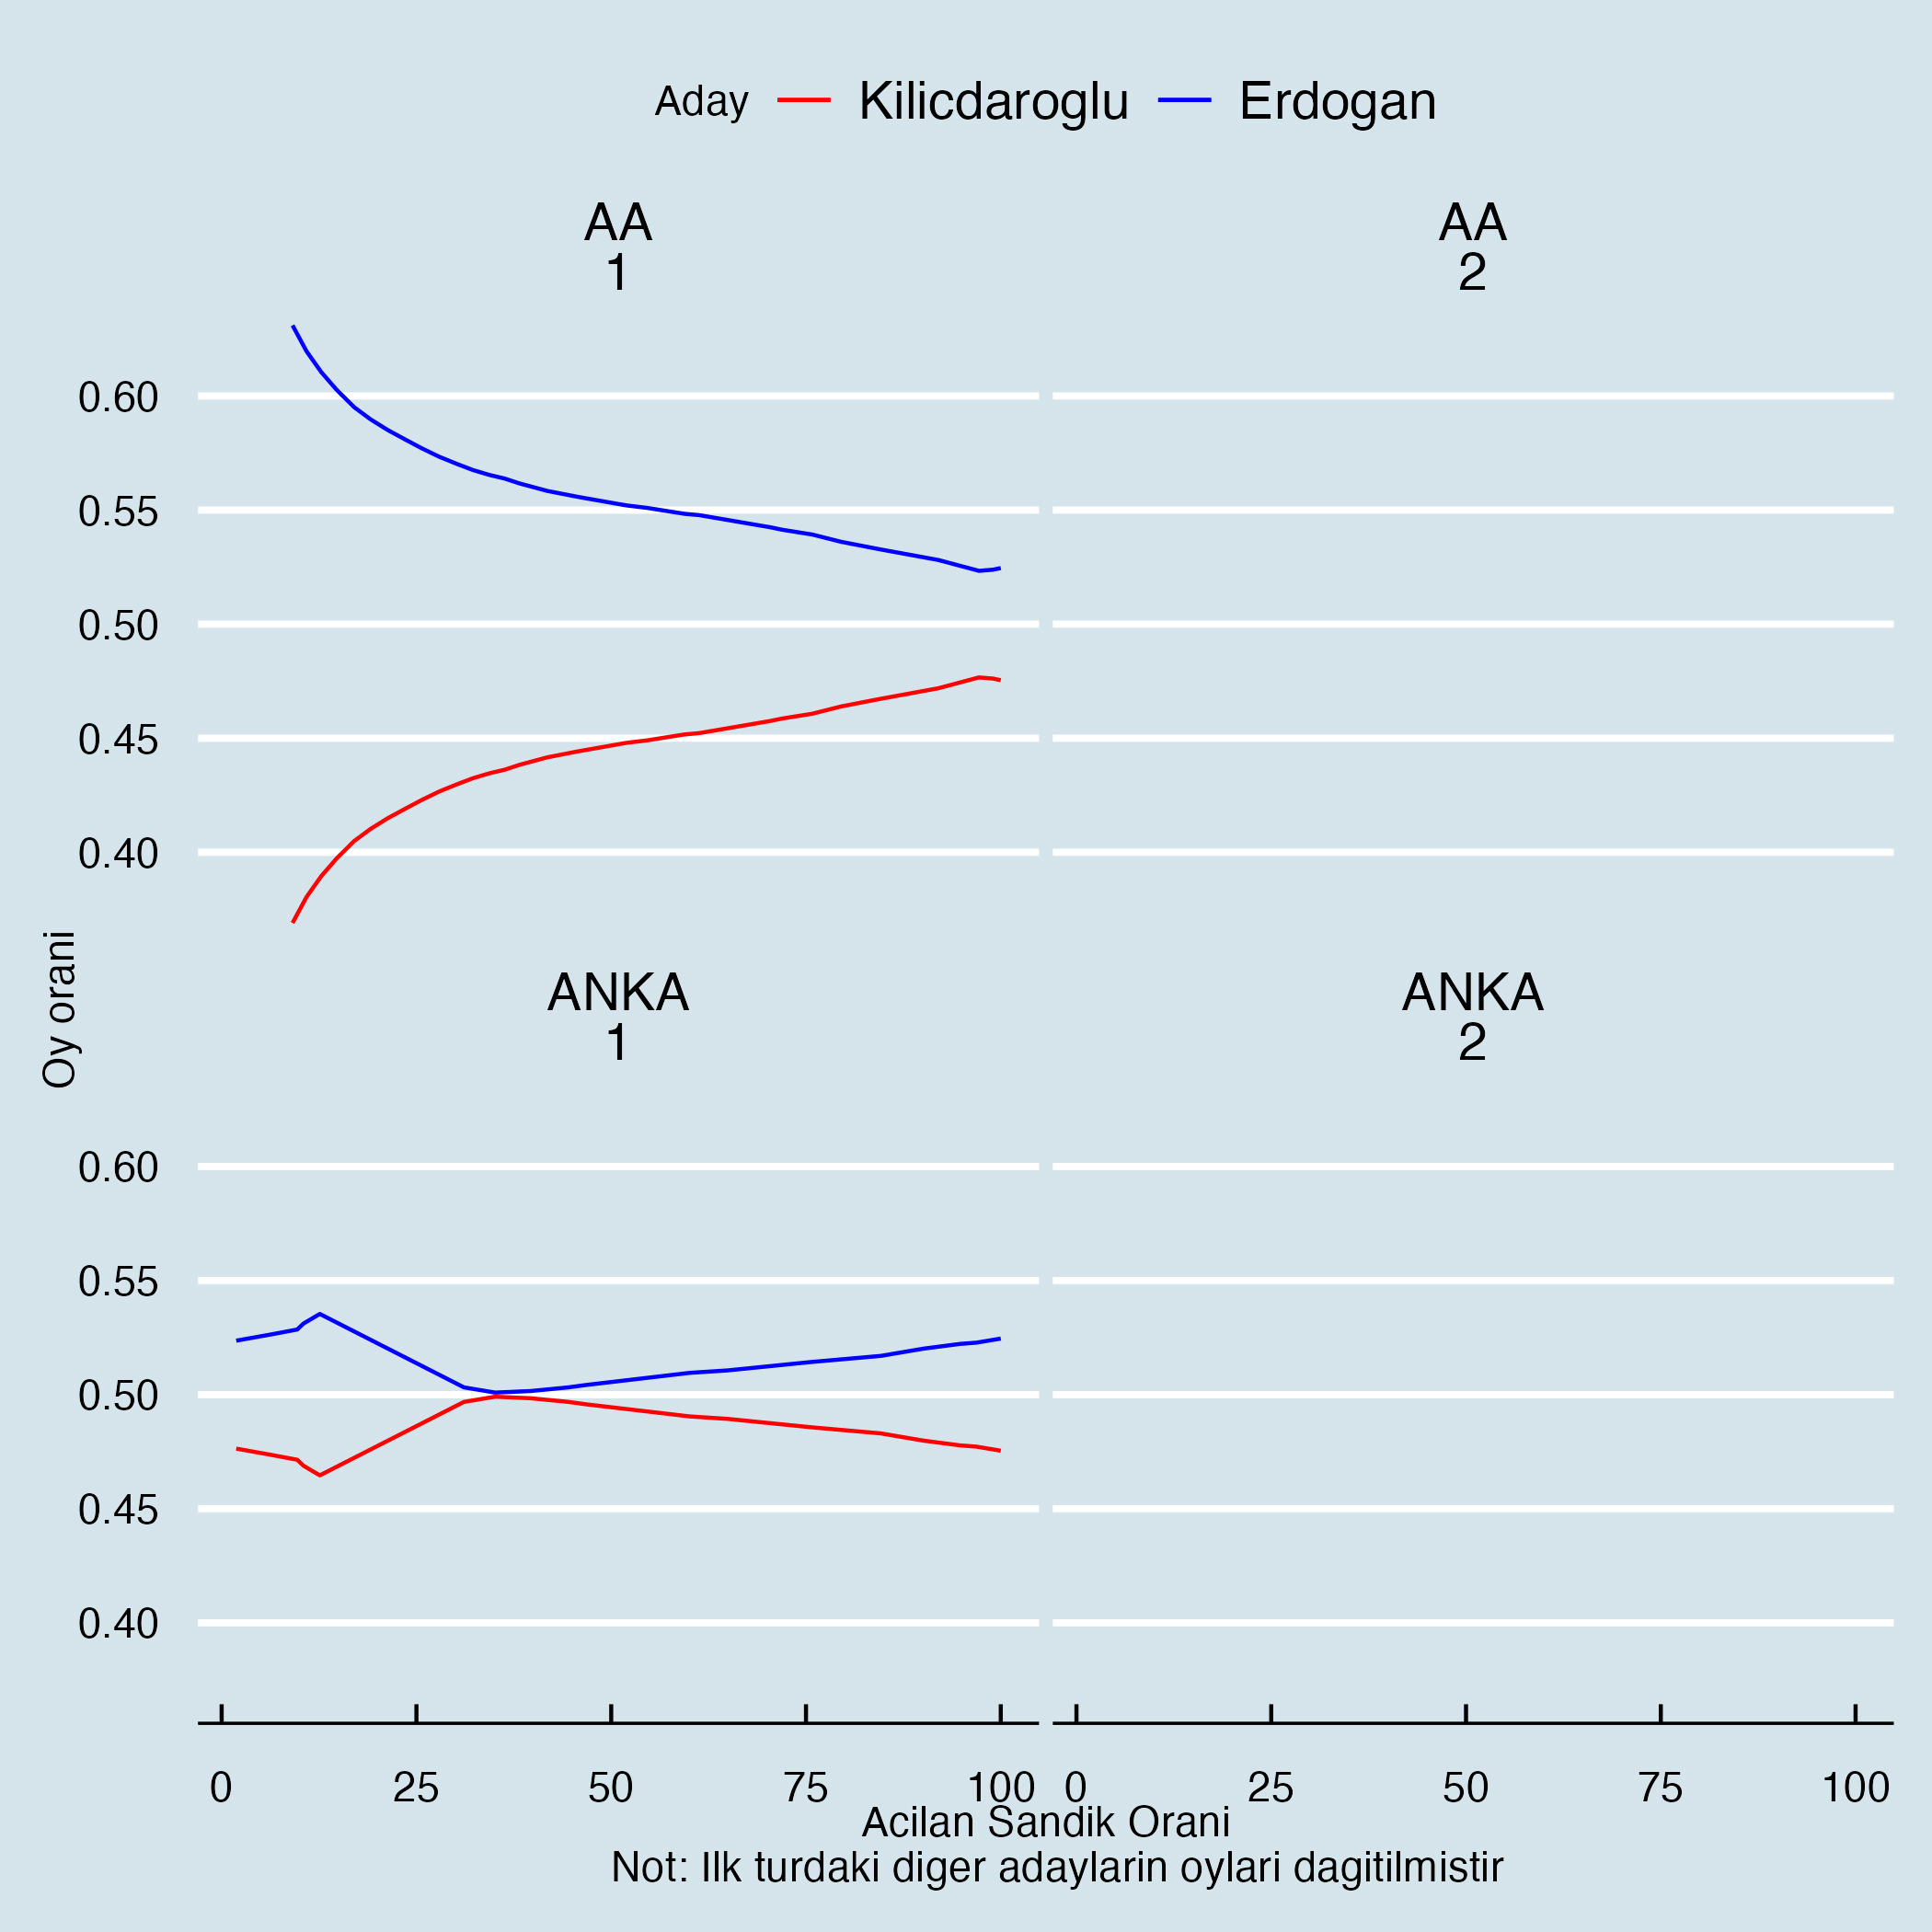 Aday Kilicdaroglu Erdogan
AA
1
AA
2
0.60
0.55
0.50
0.45
0.40
Oy orani
ANKA
1
ANKA
2
0.60
0.55
0.50
0.45
0.40
0 25 50 75 100 0 25 50 75 100
Acilan Sandik Orani
Not: Ilk turdaki diger adaylarin oylari dagitilmistir